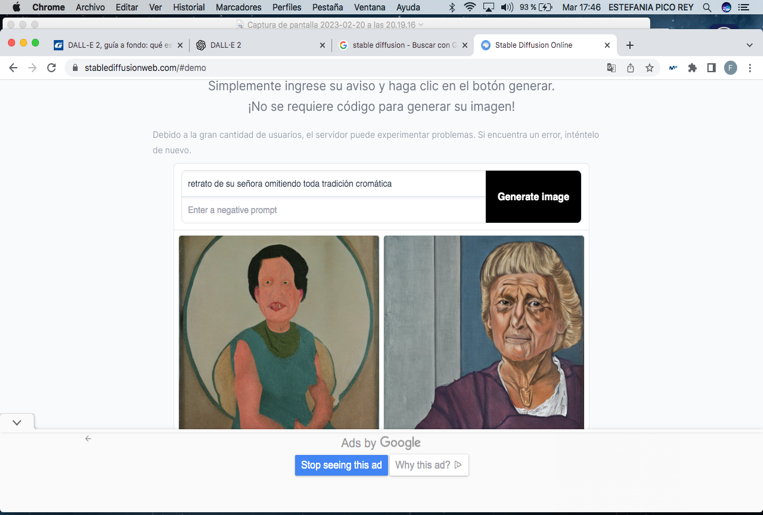 Chrome Archivo Editar Ver Historial Marcadores Perfiles Pestaña Ventana Ayuda 93 % Mar 17:46 ESTEFANIA PICO REY
Captura de pantalla 2023-02-20 a las 20.19.16
DALL-E 2, guía a fondo: qué es DALL·E 2 stable diffusion - Buscar con G Stable Diffusion Online
stablediffusionweb.com/#demo F
Simplemente ingrese su aviso y haga clic en el botón generar.
¡No se requiere código para generar su imagen!
Debido a la gran cantidad de usuarios, el servidor puede experimentar problemas. Si encuentra un error, inténtelo
de nuevo.
retrato de su señora omitiendo toda tradición cromática
Generate image
Enter a negative prompt
Ads by Google
Stop seeing this ad Why this ad?